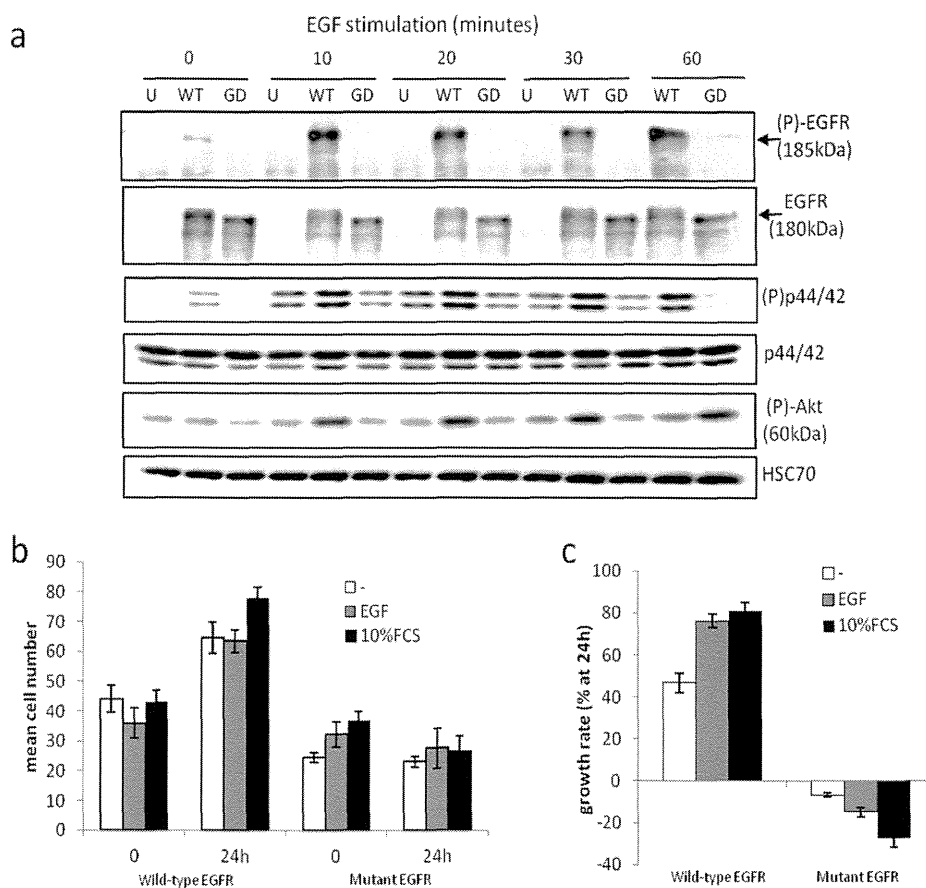 a
EGF stimulation (minutes)
0 10 20 30 60
U WT GD U WT GD U WT GD U WT GD WT GD
(P)-EGFR
(185kDa)
EGFR
(180kDa)
(P)p44/42
p44/42
(P)-Akt
(60kDa)
HSC70
b
mean cell number
90
80
70
60
50
40
30
20
10
0
-
EGF
10%FCS
0 24h 0 24h
Wild-type EGFR Mutant EGFR
c
growth rate (% at 24h)
100
80
60
40
20
0
-20
-40
-
EGF
10%FCS
Wild-type EGFR Mutant EGFR